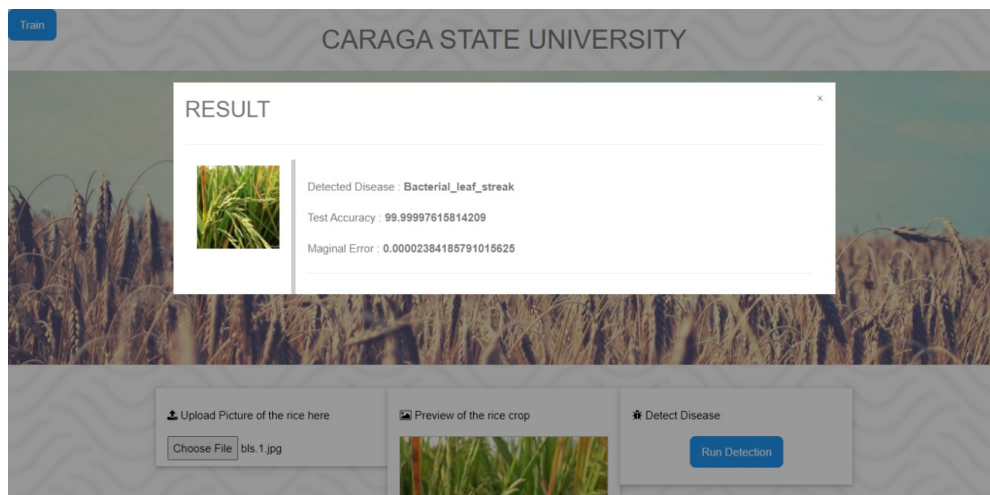 Train
CARAGA STATE UNIVERSITY
RESULT
×
Detected Disease : Bacterial_leaf_streak
Test Accuracy : 99.99997615814209
Maginal Error : 0.00002384185791015625
Upload Picture of the rice here
Choose File bls.1.jpg
Preview of the rice crop
Detect Disease
Run Detection